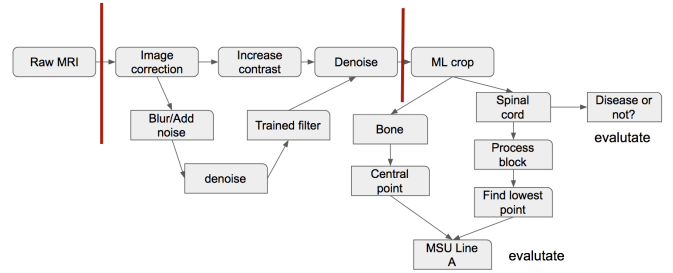 Raw MRI
Image
correction
Increase
contrast
Denoise
ML crop
Blur/Add
noise
Trained filter
denoise
Bone
Central
point
Spinal
cord
Disease or
not?
evalutate
Process
block
Find lowest
point
MSU Line
A
evalutate